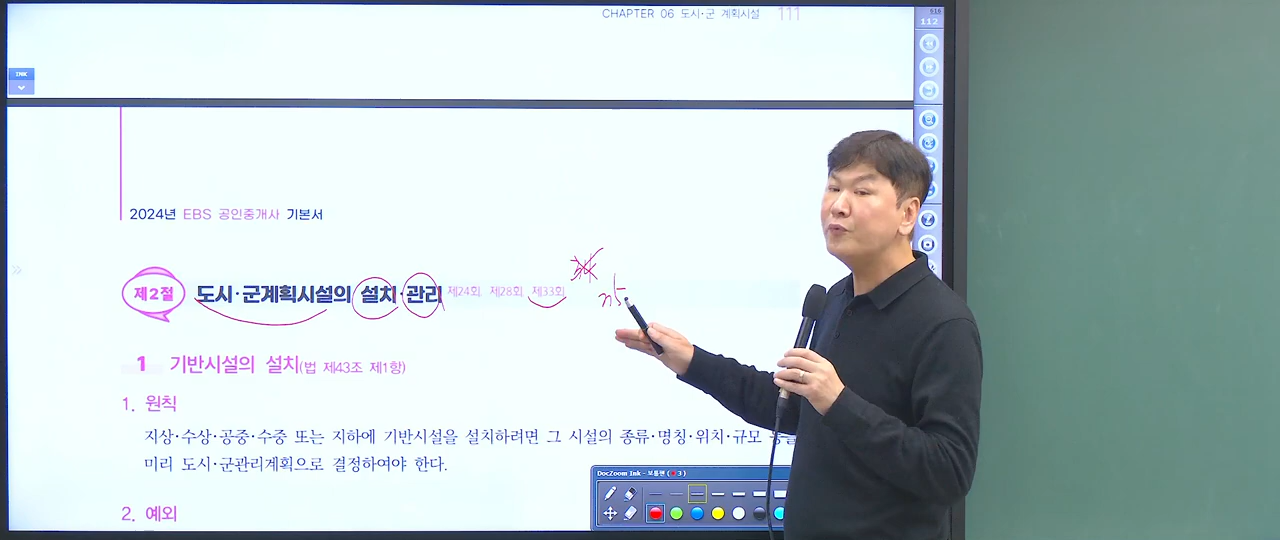 CHAPTER 06 도시·군 계획시설 111
112
INK
2024년 EBS 공인중개사 기본서
제2절 도시·군계획시설의 설치·관리 제24회, 제28회, 제33회
1 기반시설의 설치(법 제43조 제1항)
1. 원칙
지상·수상·공중·수중 또는 지하에 기반시설을 설치하려면 그 시설의 종류·명칭·위치·규모 등을
미리 도시·군관리계획으로 결정하여야 한다.
DocZoom Ink - 보통펜 ( 3 )
2. 예외